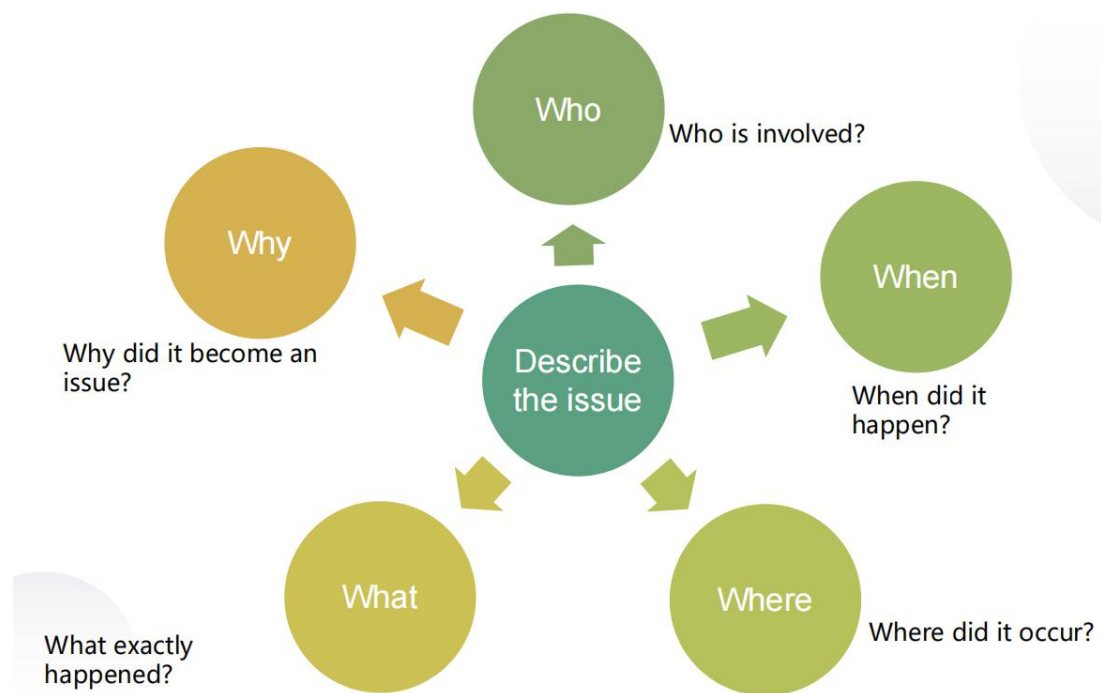 Who
Who is involved?
When
When did it
happen?
Where
Where did it occur?
What
What exactly
happened?
Why
Why did it become an
issue?
Describe
the issue